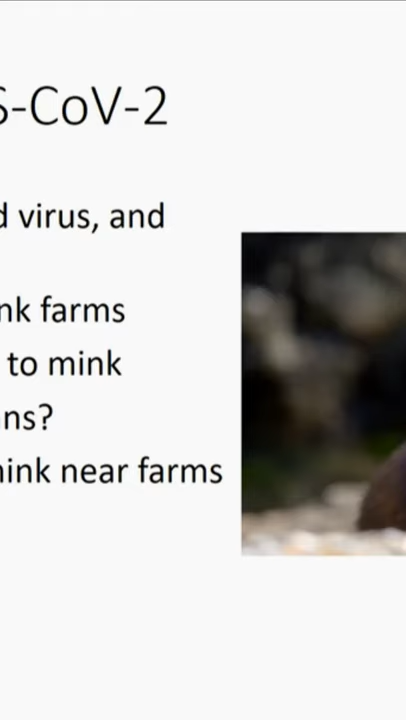 S-CoV-2
d virus, and
nk farms
to mink
ns?
ink near farms